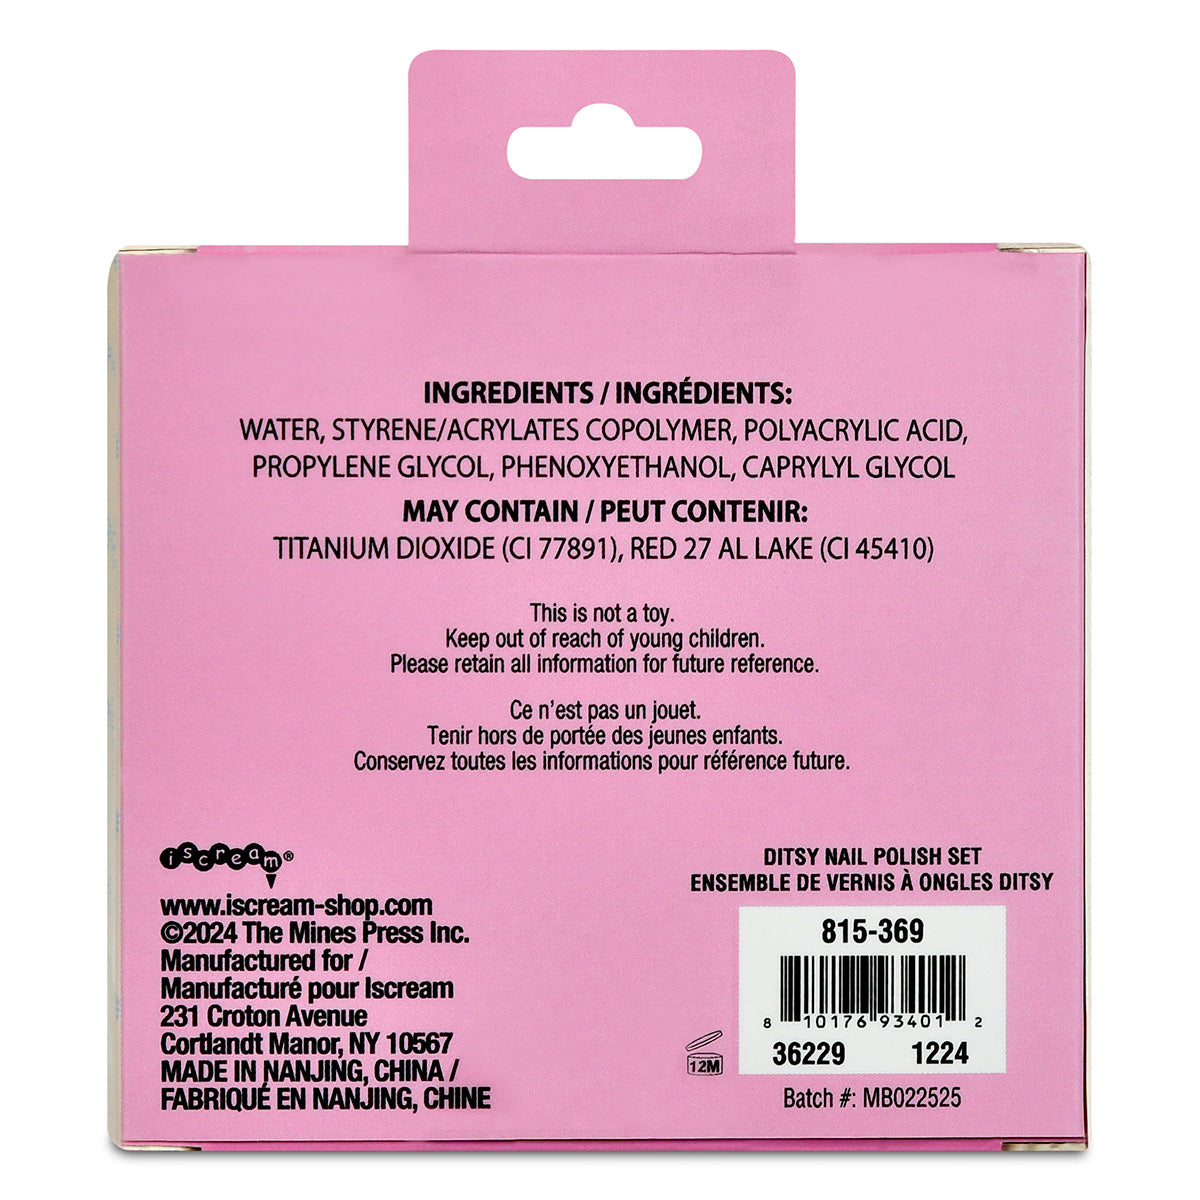 INGREDIENTS / INGRÉDIENTS:
WATER, STYRENE/ACRYLATES COPOLYMER, POLYACRYLIC ACID,
PROPYLENE GLYCOL, PHENOXYETHANOL, CAPRYLYL GLYCOL
MAY CONTAIN / PEUT CONTENIR:
TITANIUM DIOXIDE (CI 77891), RED 27 AL LAKE (CI 45410)
This is not a toy.
Keep out of reach of young children.
Please retain all information for future reference.
Ce n'est pas un jouet.
Tenir hors de portée des jeunes enfants.
Conservez toutes les informations pour référence future.
iscream®
www.iscream-shop.com
©2024 The Mines Press Inc.
Manufactured for /
Manufacturé pour Iscream
231 Croton Avenue
Cortlandt Manor, NY 10567
MADE IN NANJING, CHINA /
FABRIQUÉ EN NANJING, CHINE
DITSY NAIL POLISH SET
ENSEMBLE DE VERNIS À ONGLES DITSY
815-369
8 10176 93401 2
36229 1224
12M
Batch #: MB022525